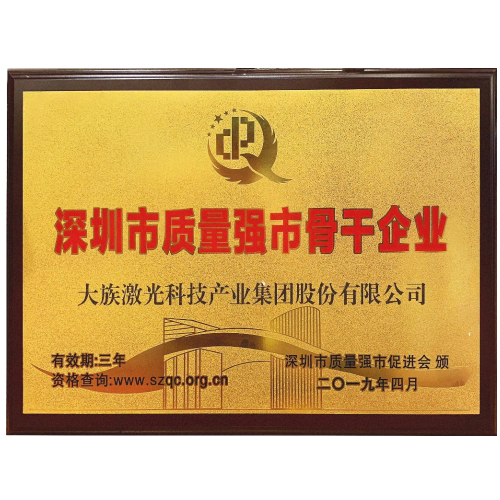 深圳市质量强市骨干企业
大族激光科技产业集团股份有限公司
有效期:三年
资格查询:www.szqc.org.cn
深圳市质量强市促进会 颁
二〇一九年四月